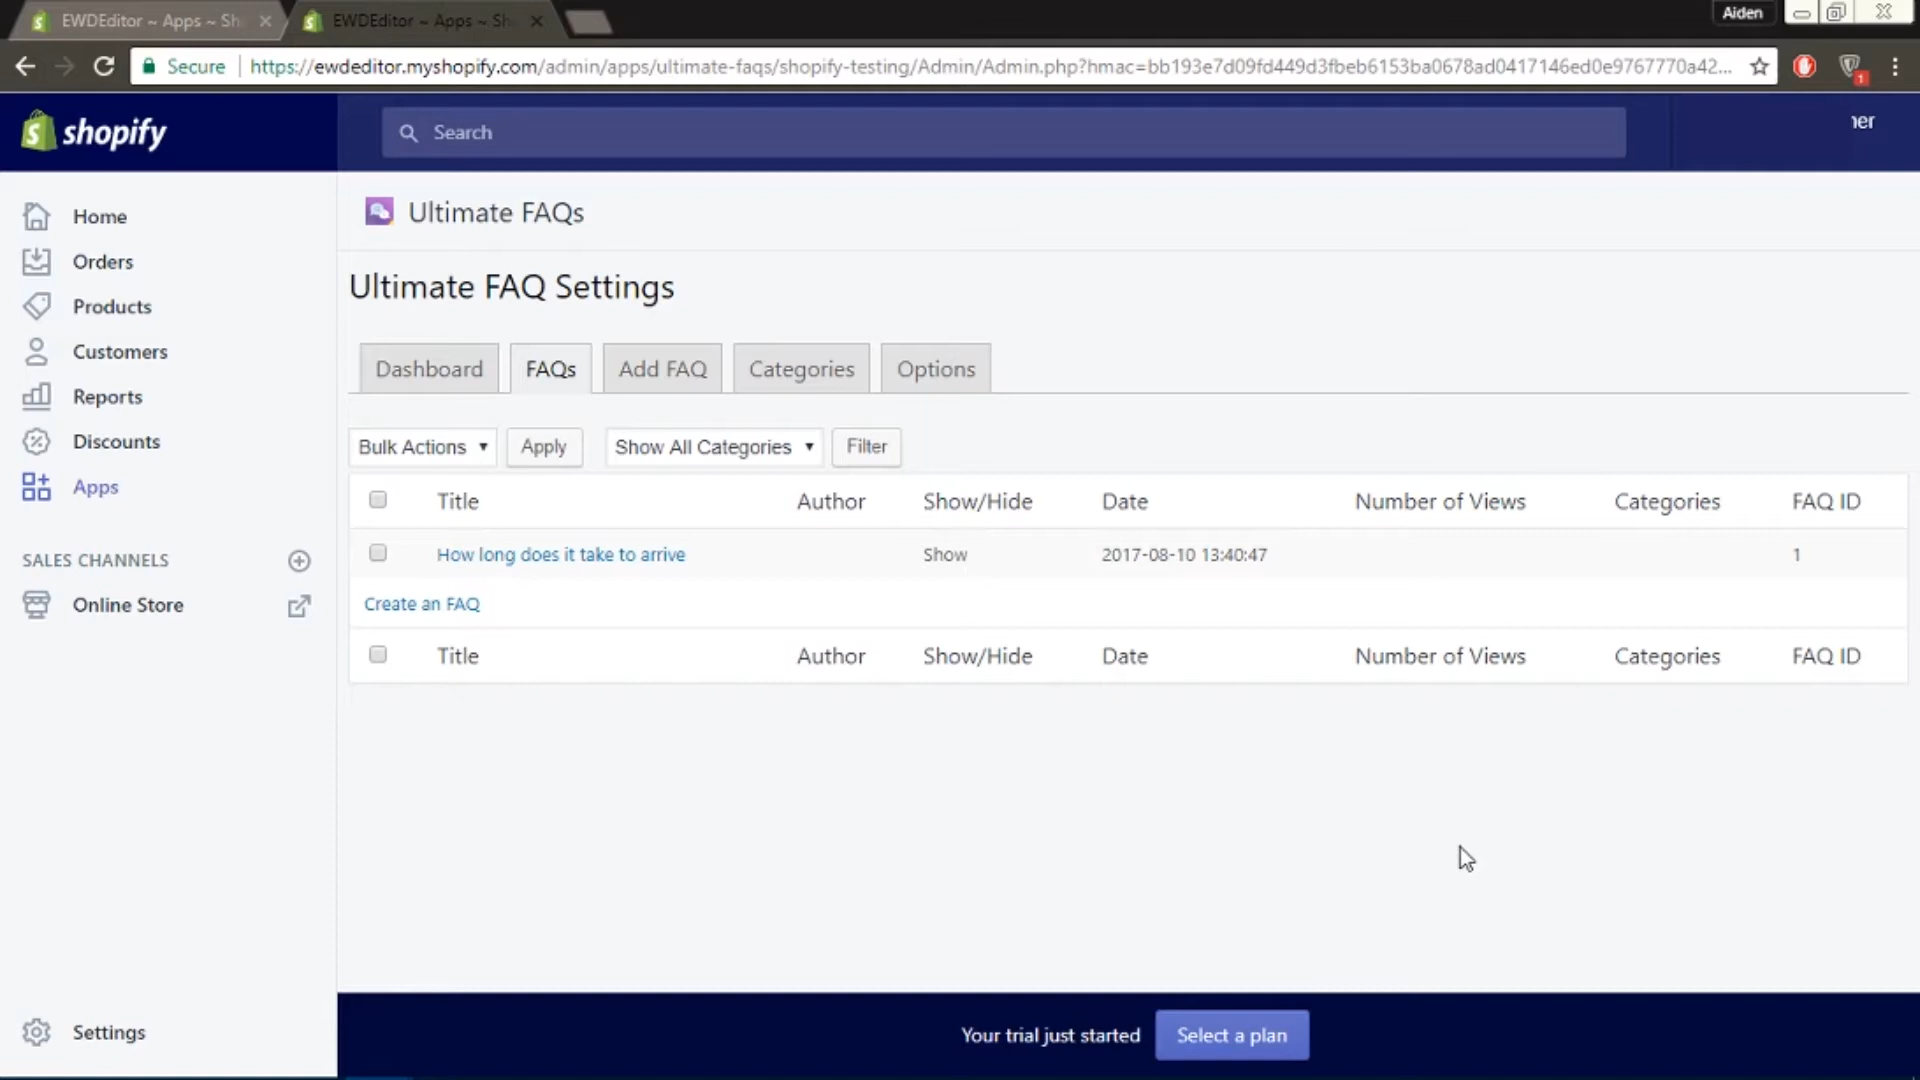 EWDEditor ~ Apps ~ Sh
EWDEditor ~ Apps ~ Sh
Aiden
Secure
https://ewdeditor.myshopify.com/admin/apps/ultimate-faqs/shopify-testing/Admin/Admin.php?hmac=bb193e7d09fd449d3fbeb6153ba0678ad0417146ed0e9767770a42...
1
shopify
Search
ner
Home
Orders
Products
Customers
Reports
Discounts
Apps
SALES CHANNELS
Online Store
Settings
Ultimate FAQs
Ultimate FAQ Settings
Dashboard FAQs Add FAQ Categories Options
Bulk Actions Apply Show All Categories Filter
Title Author Show/Hide Date Number of Views Categories FAQ ID
How long does it take to arrive Show 2017-08-10 13:40:47 1
Create an FAQ
Title Author Show/Hide Date Number of Views Categories FAQ ID
Your trial just started Select a plan